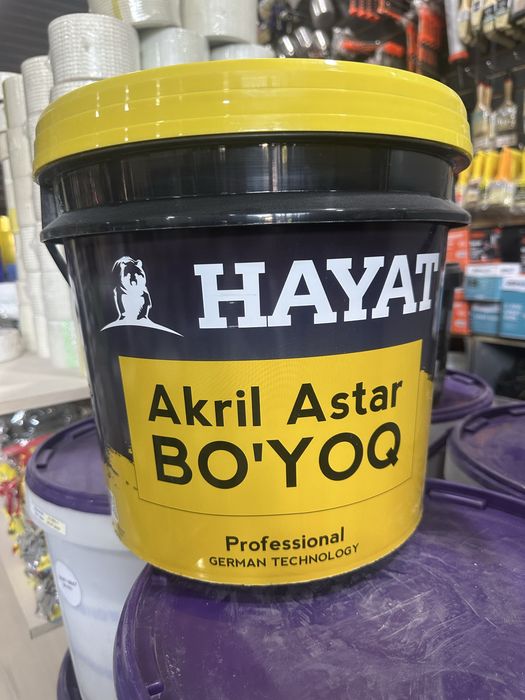 HAYAT
Akril Astar
BO'YOQ
Professional
GERMAN TECHNOLOGY